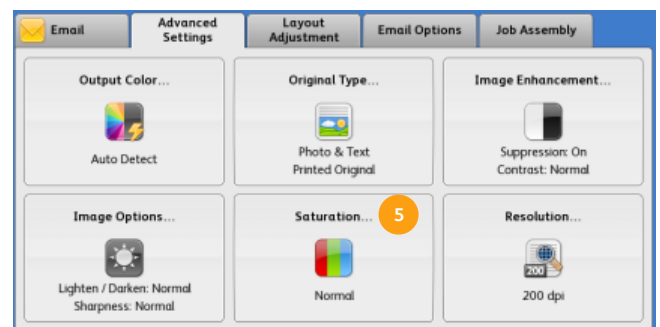 Email
Advanced
Settings
Layout
Adjustment
Email Options
Job Assembly
Output Color...
Auto Detect
Original Type...
Photo & Text
Printed Original
Image Enhancement...
Suppression: On
Contrast: Normal
Image Options...
Lighten / Darken: Normal
Sharpness: Normal
Saturation...
5
Normal
Resolution...
200
200 dpi